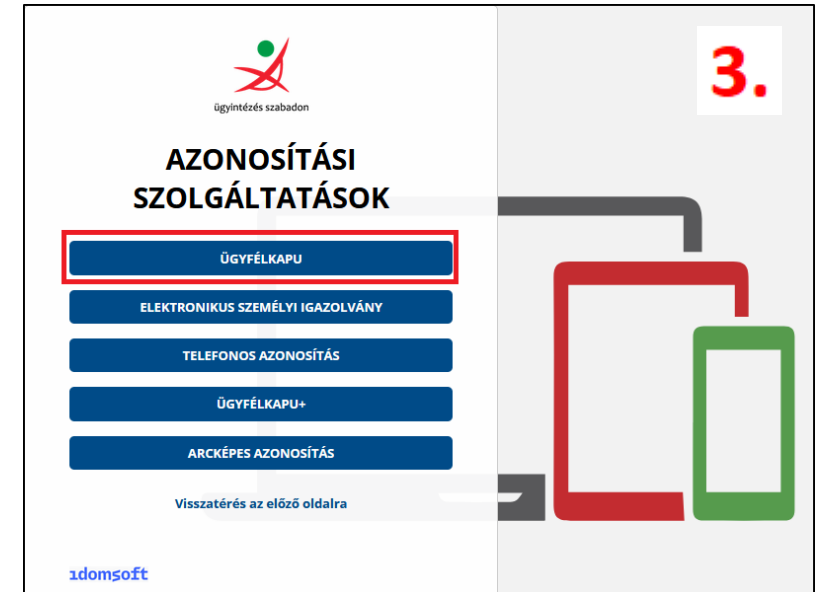 ügyintézés szabadon
3.
AZONOSÍTÁSI
SZOLGÁLTATÁSOK
ÜGYFÉLKAPU
ELEKTRONIKUS SZEMÉLYI IGAZOLVÁNY
TELEFONOS AZONOSÍTÁS
ÜGYFÉLKAPU+
ARCKÉPES AZONOSÍTÁS
Visszatérés az előző oldalra
1domsoft